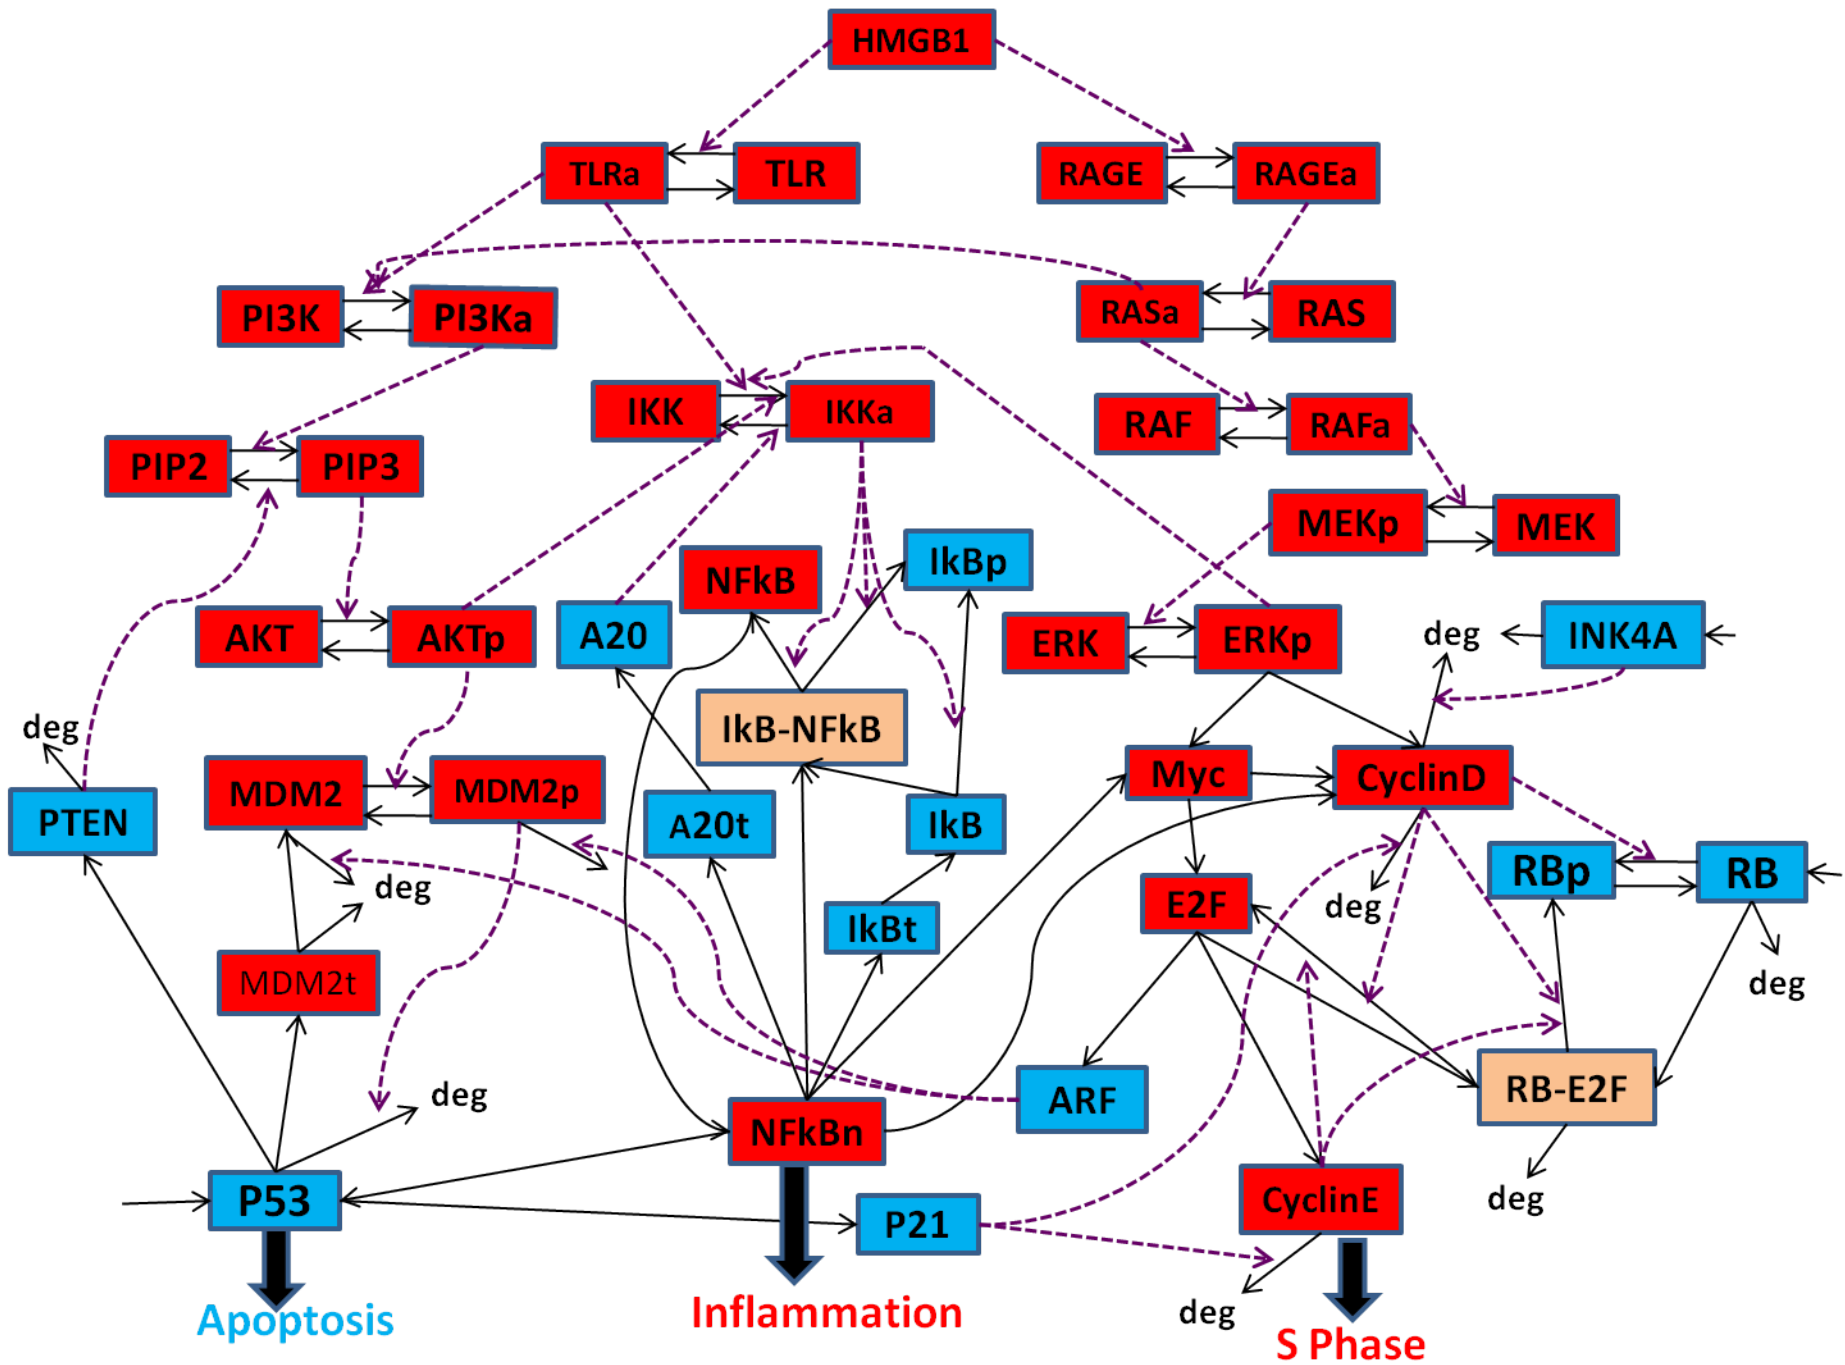 HMGB1
TLRa
TLR
RAGE
RAGEa
PI3K
PI3Ka
RASa
RAS
IKK
IKKa
RAF
RAFa
PIP2
PIP3
MEKp
MEK
NFkB
IkBp
AKT
AKTp
A20
ERK
ERKp
deg
INK4A
deg
IkB-NFkB
MDM2
MDM2p
Myc
CyclinD
PTEN
A20t
IkB
RBp
RB
deg
E2F
deg
IkBt
MDM2t
deg
deg
ARF
RB-E2F
NFkBn
P53
P21
CyclinE
deg
Apoptosis
Inflammation
deg
S Phase